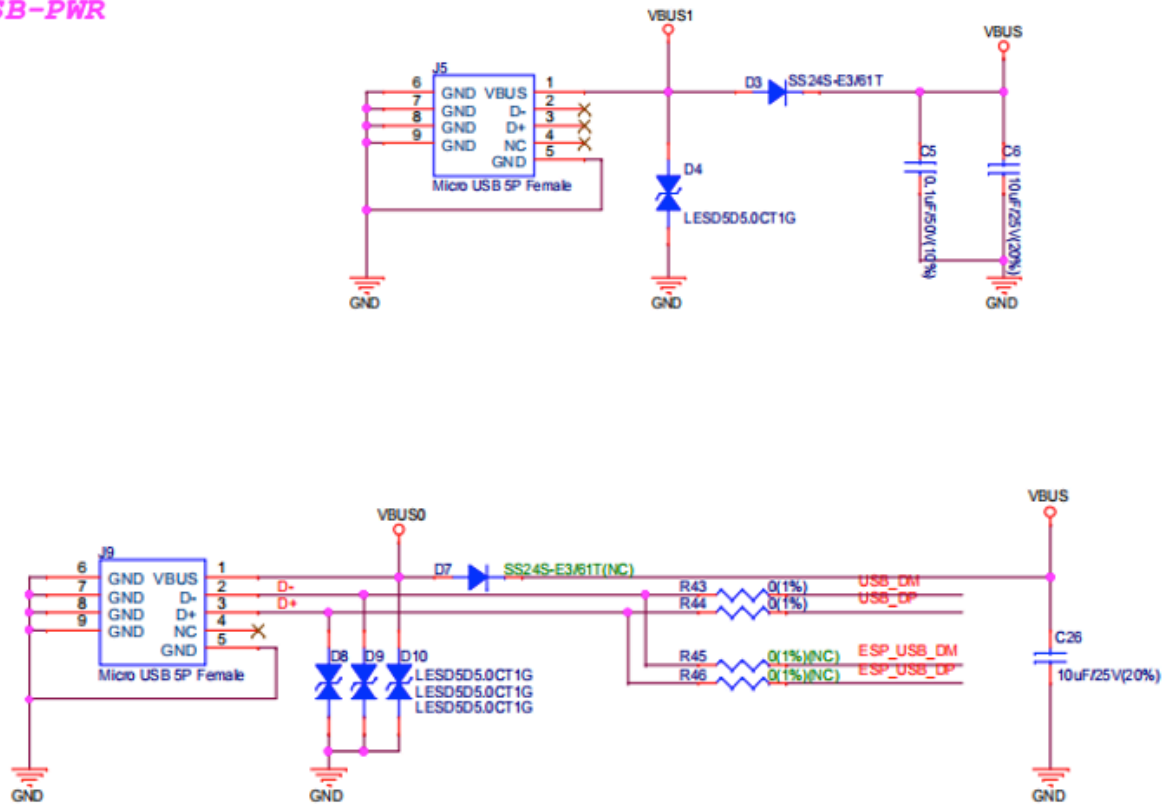 SB-PWR
VBUS1
VBUS
J5
D3
SS24S-E3/61T
6
GND
VBUS
1
7
GND
D-
2
8
GND
D+
3
9
GND
NC
4
GND
5
Micro USB 5P Female
D4
LESD5D5.0CT1G
C5
0.1uF/50V(10%)
C6
10uF/25V(20%)
GND
GND
GND
VBUS0
VBUS
J9
D7
SS24S-E3/61T(NC)
6
GND
VBUS
1
7
GND
D-
2
D-
8
GND
D+
3
D+
9
GND
NC
4
GND
5
Micro USB 5P Female
R43
0(1%)
USB_DM
R44
0(1%)
USB_DP
R45
0(1%)(NC)
ESP_USB_DM
R46
0(1%)(NC)
ESP_USB_DP
D8
D9
D10
LESD5D5.0CT1G
LESD5D5.0CT1G
LESD5D5.0CT1G
C26
10uF/25V(20%)
GND
GND
GND